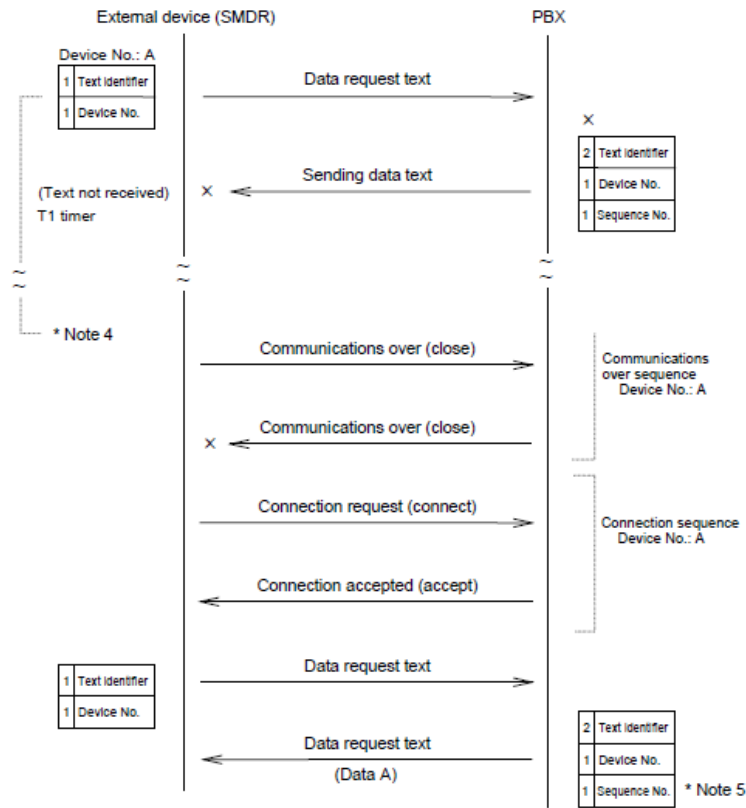 External device (SMDR)
PBX
Device No.: A
1 Text Identifier
1 Device No.
Data request text
×
2 Text Identifier
1 Device No.
1 Sequence No.
Sending data text
×
(Text not received)
T1 timer
~ ~ ~
~ ~ ~
* Note 4
Communications over (close)
Communications
over sequence
Device No.: A
Communications over (close)
×
Connection request (connect)
Connection sequence
Device No.: A
Connection accepted (accept)
Data request text
1 Text Identifier
1 Device No.
Data request text
(Data A)
2 Text Identifier
1 Device No.
1 Sequence No.
* Note 5